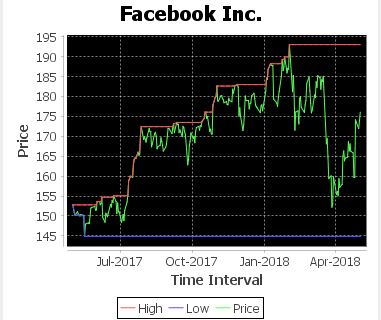 Facebook Inc.
195
190
185
180
175
170
165
160
155
150
145
Price
Jul-2017 Oct-2017 Jan-2018 Apr-2018
Time Interval
High Low Price